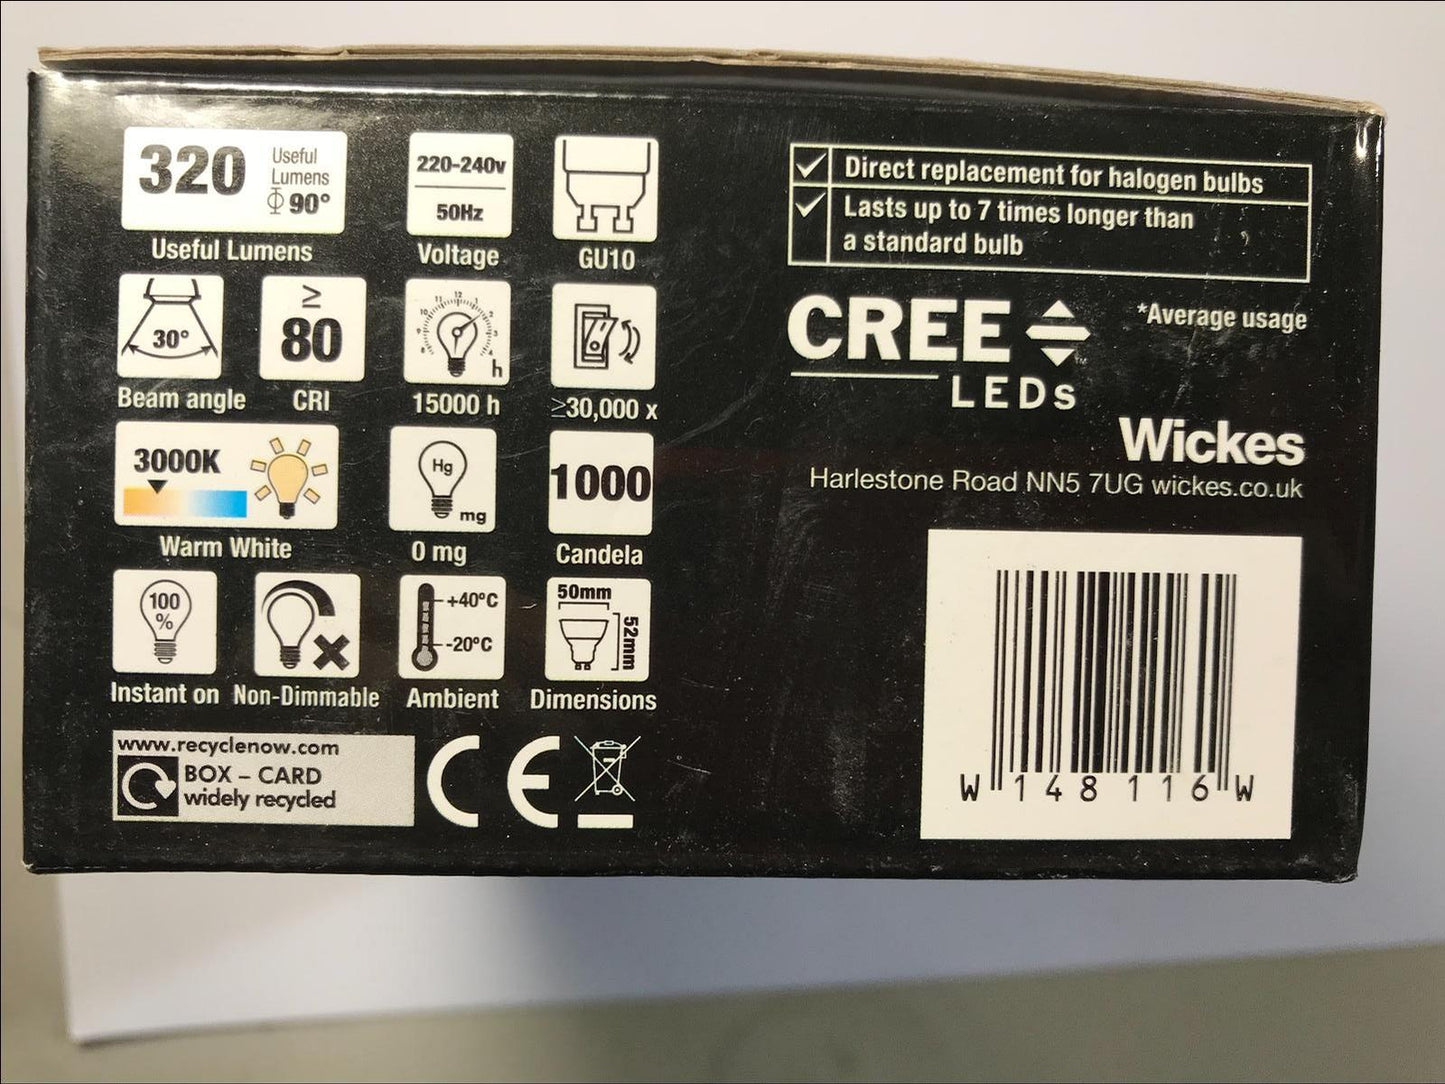 320 Useful
Lumens
Φ 90°
Useful Lumens
220-240v
50Hz
Voltage
GU10
30°
Beam angle
≥
80
CRI
h
15000 h
≥30,000 x
3000K
Warm White
Hg
mg
0 mg
1000
Candela
100
%
Instant on
Non-Dimmable
+40°C
-20°C
Ambient
50mm
52mm
Dimensions
www.recyclenow.com
BOX – CARD
widely recycled
CE
Direct replacement for halogen bulbs
Lasts up to 7 times longer than
a standard bulb
CREE
LEDs
*Average usage
Wickes
Harlestone Road NN5 7UG wickes.co.uk
W 148116 W